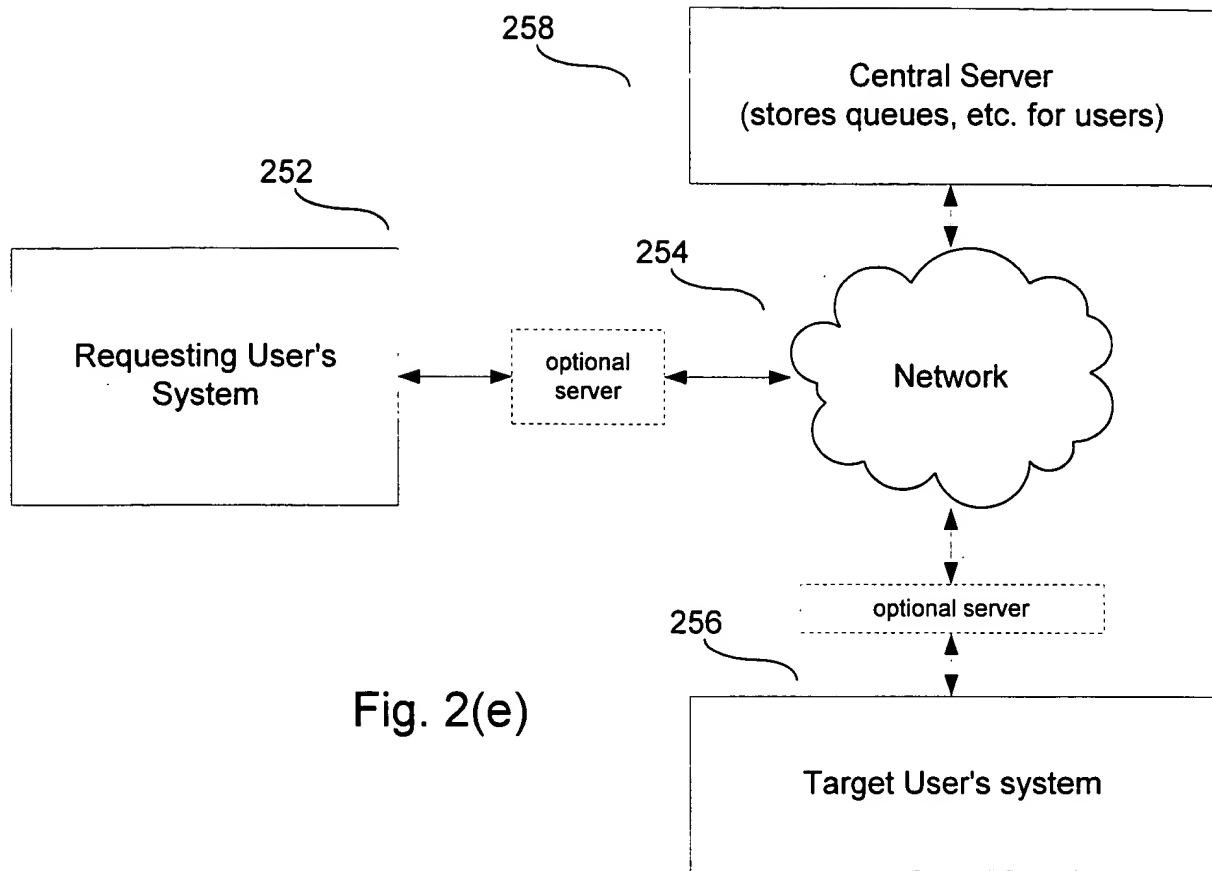 258
Central Server
(stores queues, etc. for users)
252
254
Requesting User's
System
optional
server
Network
optional server
256
Fig. 2(e)
Target User's system